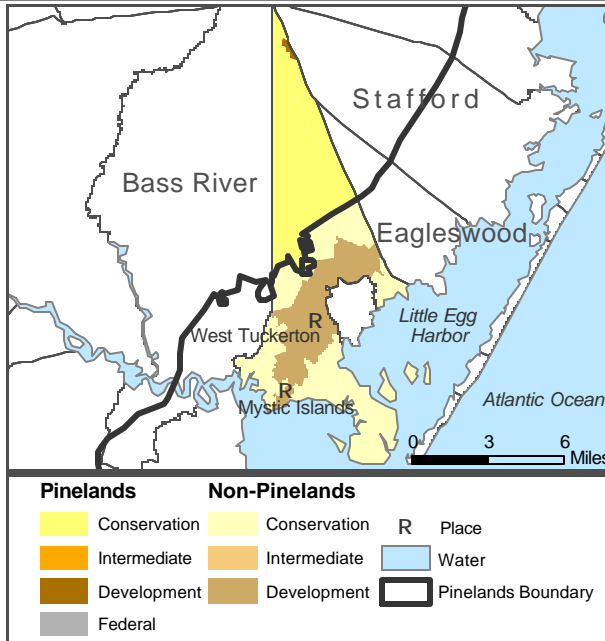 Stafford
Bass River
Eagleswood
Little Egg
Harbor
West Tuckerton
R
R
Mystic Islands
Atlantic Ocean
0 3 6
Miles
Pinelands Non-Pinelands
Conservation Conservation R Place
Intermediate Intermediate Water
Development Development Pinelands Boundary
Federal